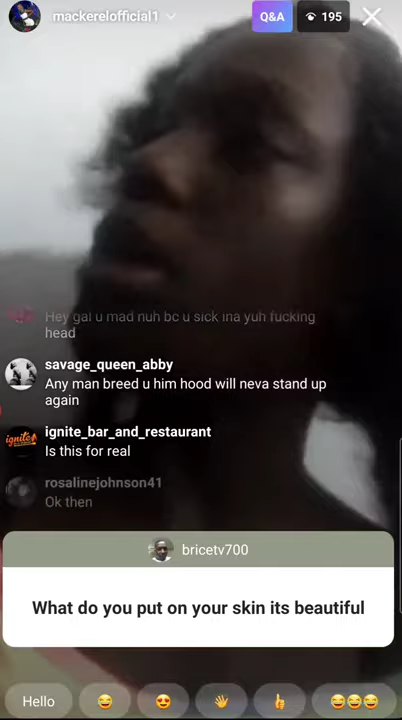 mackerelofficial1
Q&A
195
Hey gal u mad nuh bc u sick ina yuh fucking
head
savage_queen_abby
Any man breed u him hood will neva stand up
again
ignite_bar_and_restaurant
Is this for real
rosalinejohnson41
Ok then
bricetv700
What do you put on your skin its beautiful
Hello